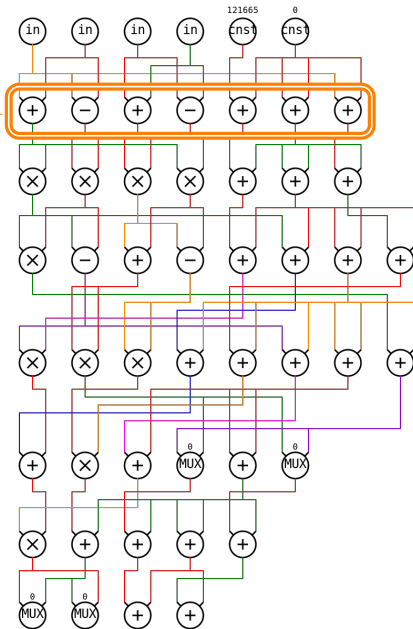 121665 0
in in in in cnst cnst
+ − + − + + +
× × × × + + +
× − + − + + + +
× × × + + + + +
0 0
+ × + MUX + MUX
× + + + +
0 0
MUX MUX + +